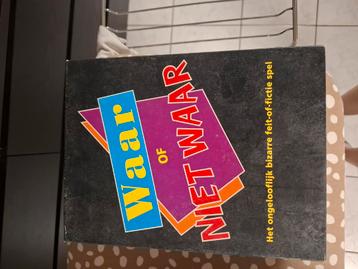 Waar
OF
NIET WAAR
Het ongelooflijk bizarre feit-of-fictie spel